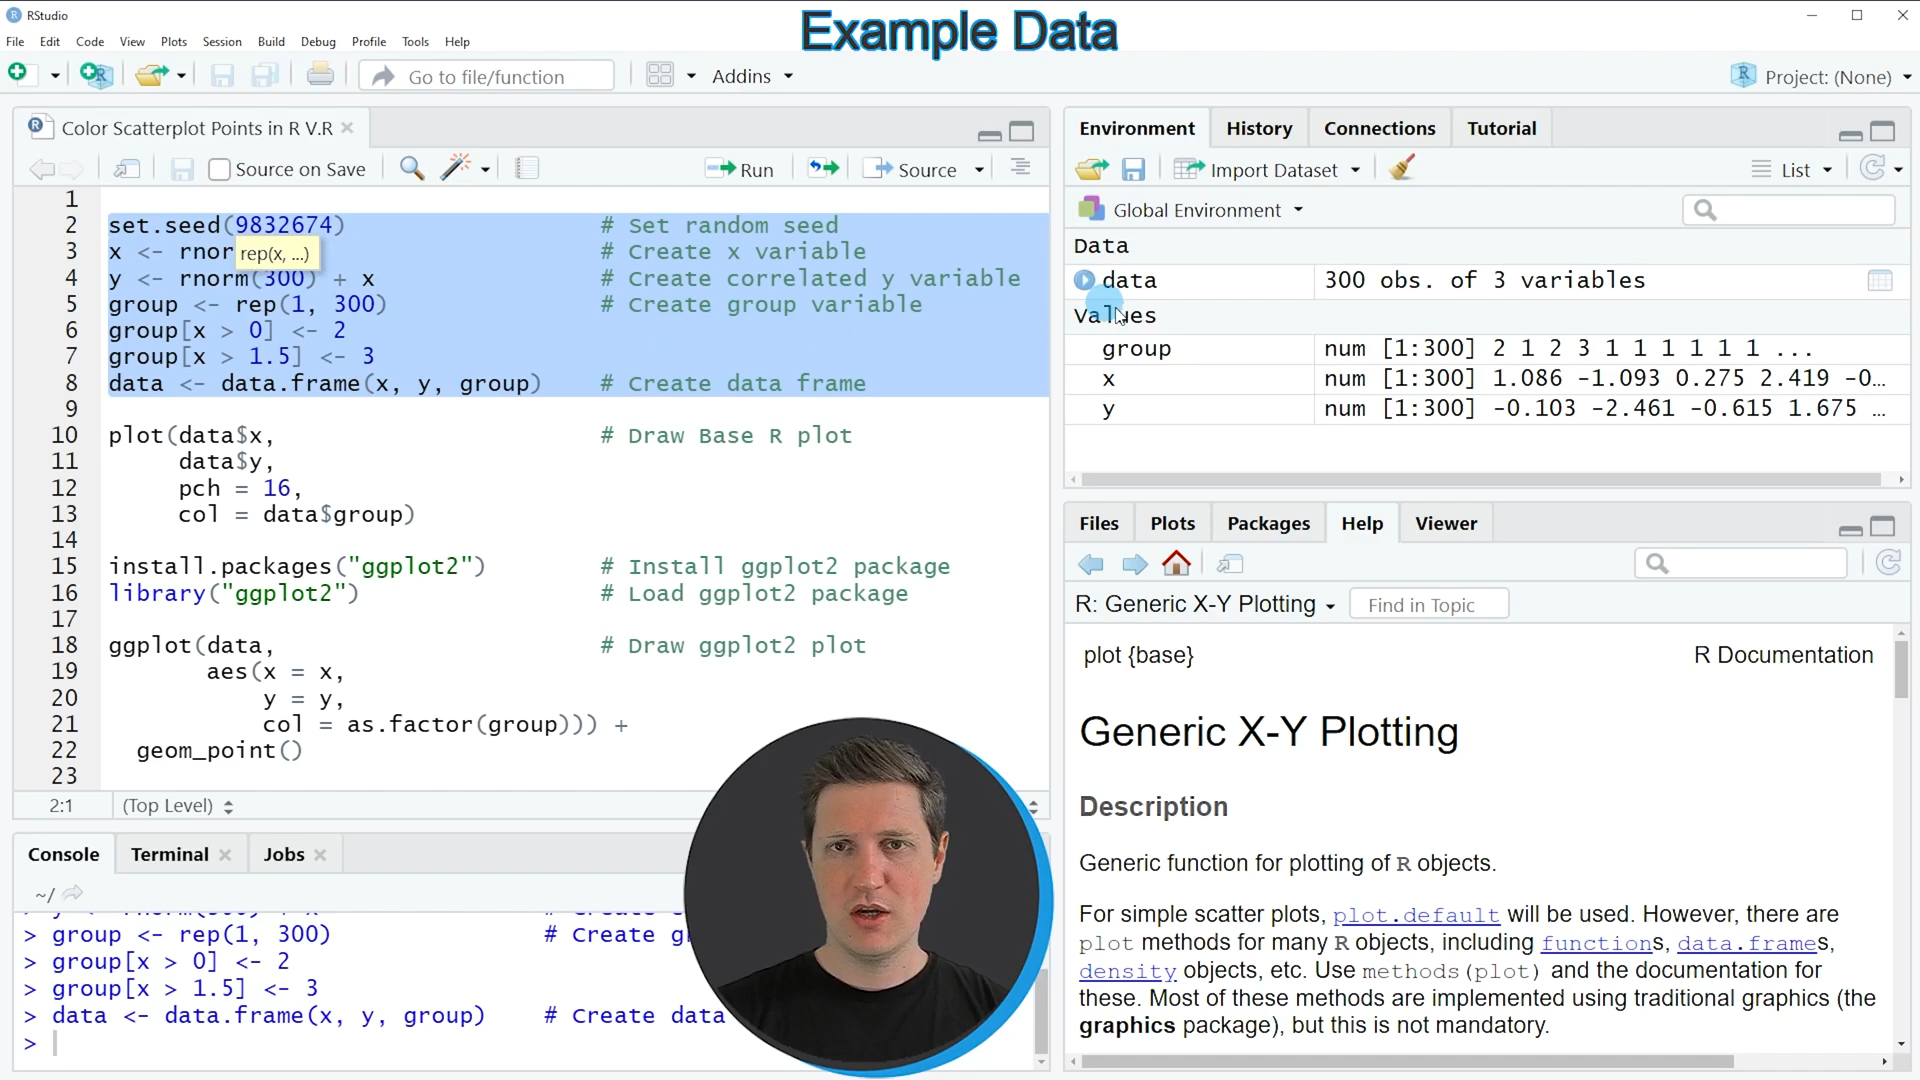 RStudio
Example Data
File Edit Code View Plots Session Build Debug Profile Tools Help
Go to file/function
Addins
Project: (None)
Color Scatterplot Points in R V.R
Source on Save
Run
Source
1
2 set.seed(9832674) # Set random seed
3 x <- rnor # Create x variable
rep(x, ...)
4 y <- rnorm(300) + x # Create correlated y variable
5 group <- rep(1, 300) # Create group variable
6 group[x > 0] <- 2
7 group[x > 1.5] <- 3
8 data <- data.frame(x, y, group) # Create data frame
9
10 plot(data$x, # Draw Base R plot
11 data$y,
12 pch = 16,
13 col = data$group)
14
15 install.packages("ggplot2") # Install ggplot2 package
16 library("ggplot2") # Load ggplot2 package
17
18 ggplot(data, # Draw ggplot2 plot
19 aes(x = x,
20 y = y,
21 col = as.factor(group))) +
22 geom_point()
23
2:1 (Top Level)
Console Terminal Jobs
~/
> group <- rep(1, 300) # Create g
> group[x > 0] <- 2
> group[x > 1.5] <- 3
> data <- data.frame(x, y, group) # Create data
>
Environment History Connections Tutorial
Import Dataset
List
Global Environment
Data
data 300 obs. of 3 variables
Values
group num [1:300] 2 1 2 3 1 1 1 1 1 1 ...
x num [1:300] 1.086 -1.093 0.275 2.419 -0...
y num [1:300] -0.103 -2.461 -0.615 1.675 ...
Files Plots Packages Help Viewer
R: Generic X-Y Plotting
Find in Topic
plot {base} R Documentation
Generic X-Y Plotting
Description
Generic function for plotting of R objects.
For simple scatter plots, plot.default will be used. However, there are
plot methods for many R objects, including functions, data.frames,
density objects, etc. Use methods(plot) and the documentation for
these. Most of these methods are implemented using traditional graphics (the
graphics package), but this is not mandatory.